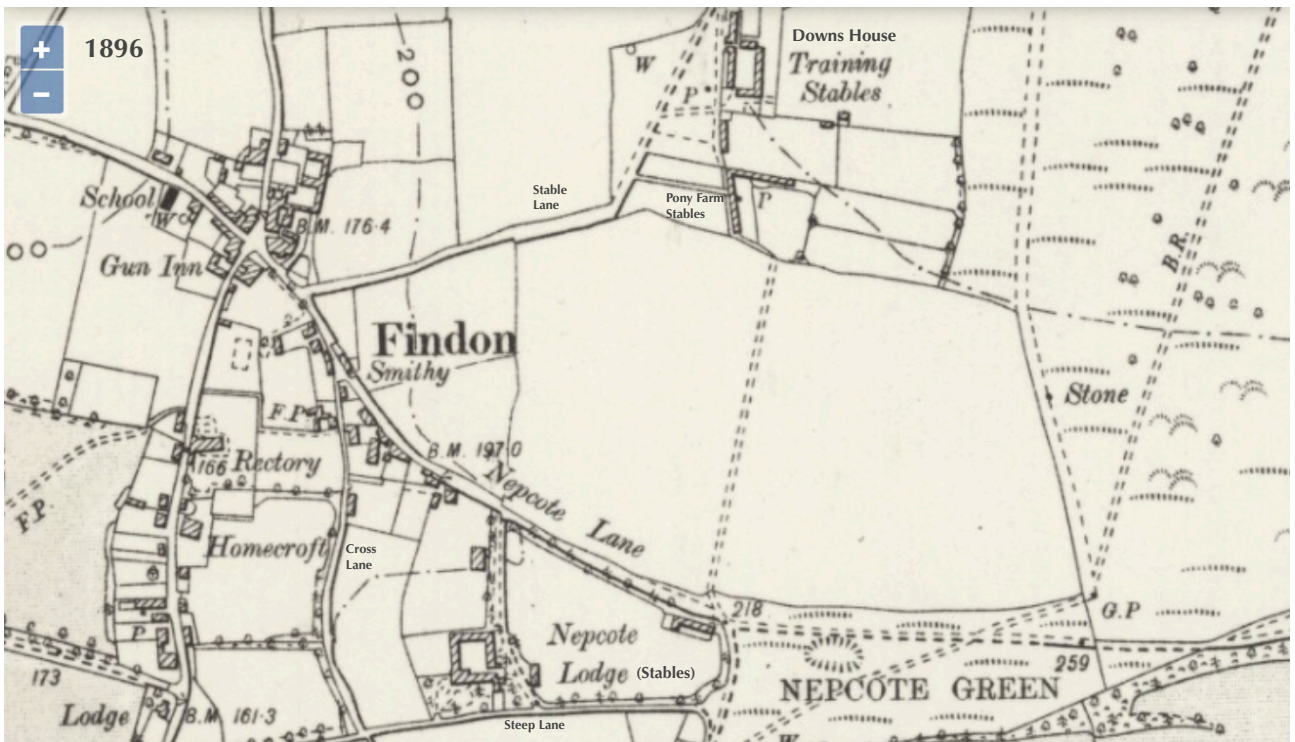 +
−
1896
200
W
Downs House
Training
Stables
P
School
W
B.M. 176·4
Stable
Lane
Pony Farm
Stables
P
B.R.
00
Gun Inn
Findon
Smithy
Stone
F.P.
B.M. 197·0
166
Rectory
Nepcote Lane
F.P.
Homecroft
Cross
Lane
218
G.P
P
Nepcote
Lodge (Stables)
259
173
NEPCOTE GREEN
Lodge
B.M. 161·3
Steep Lane
W